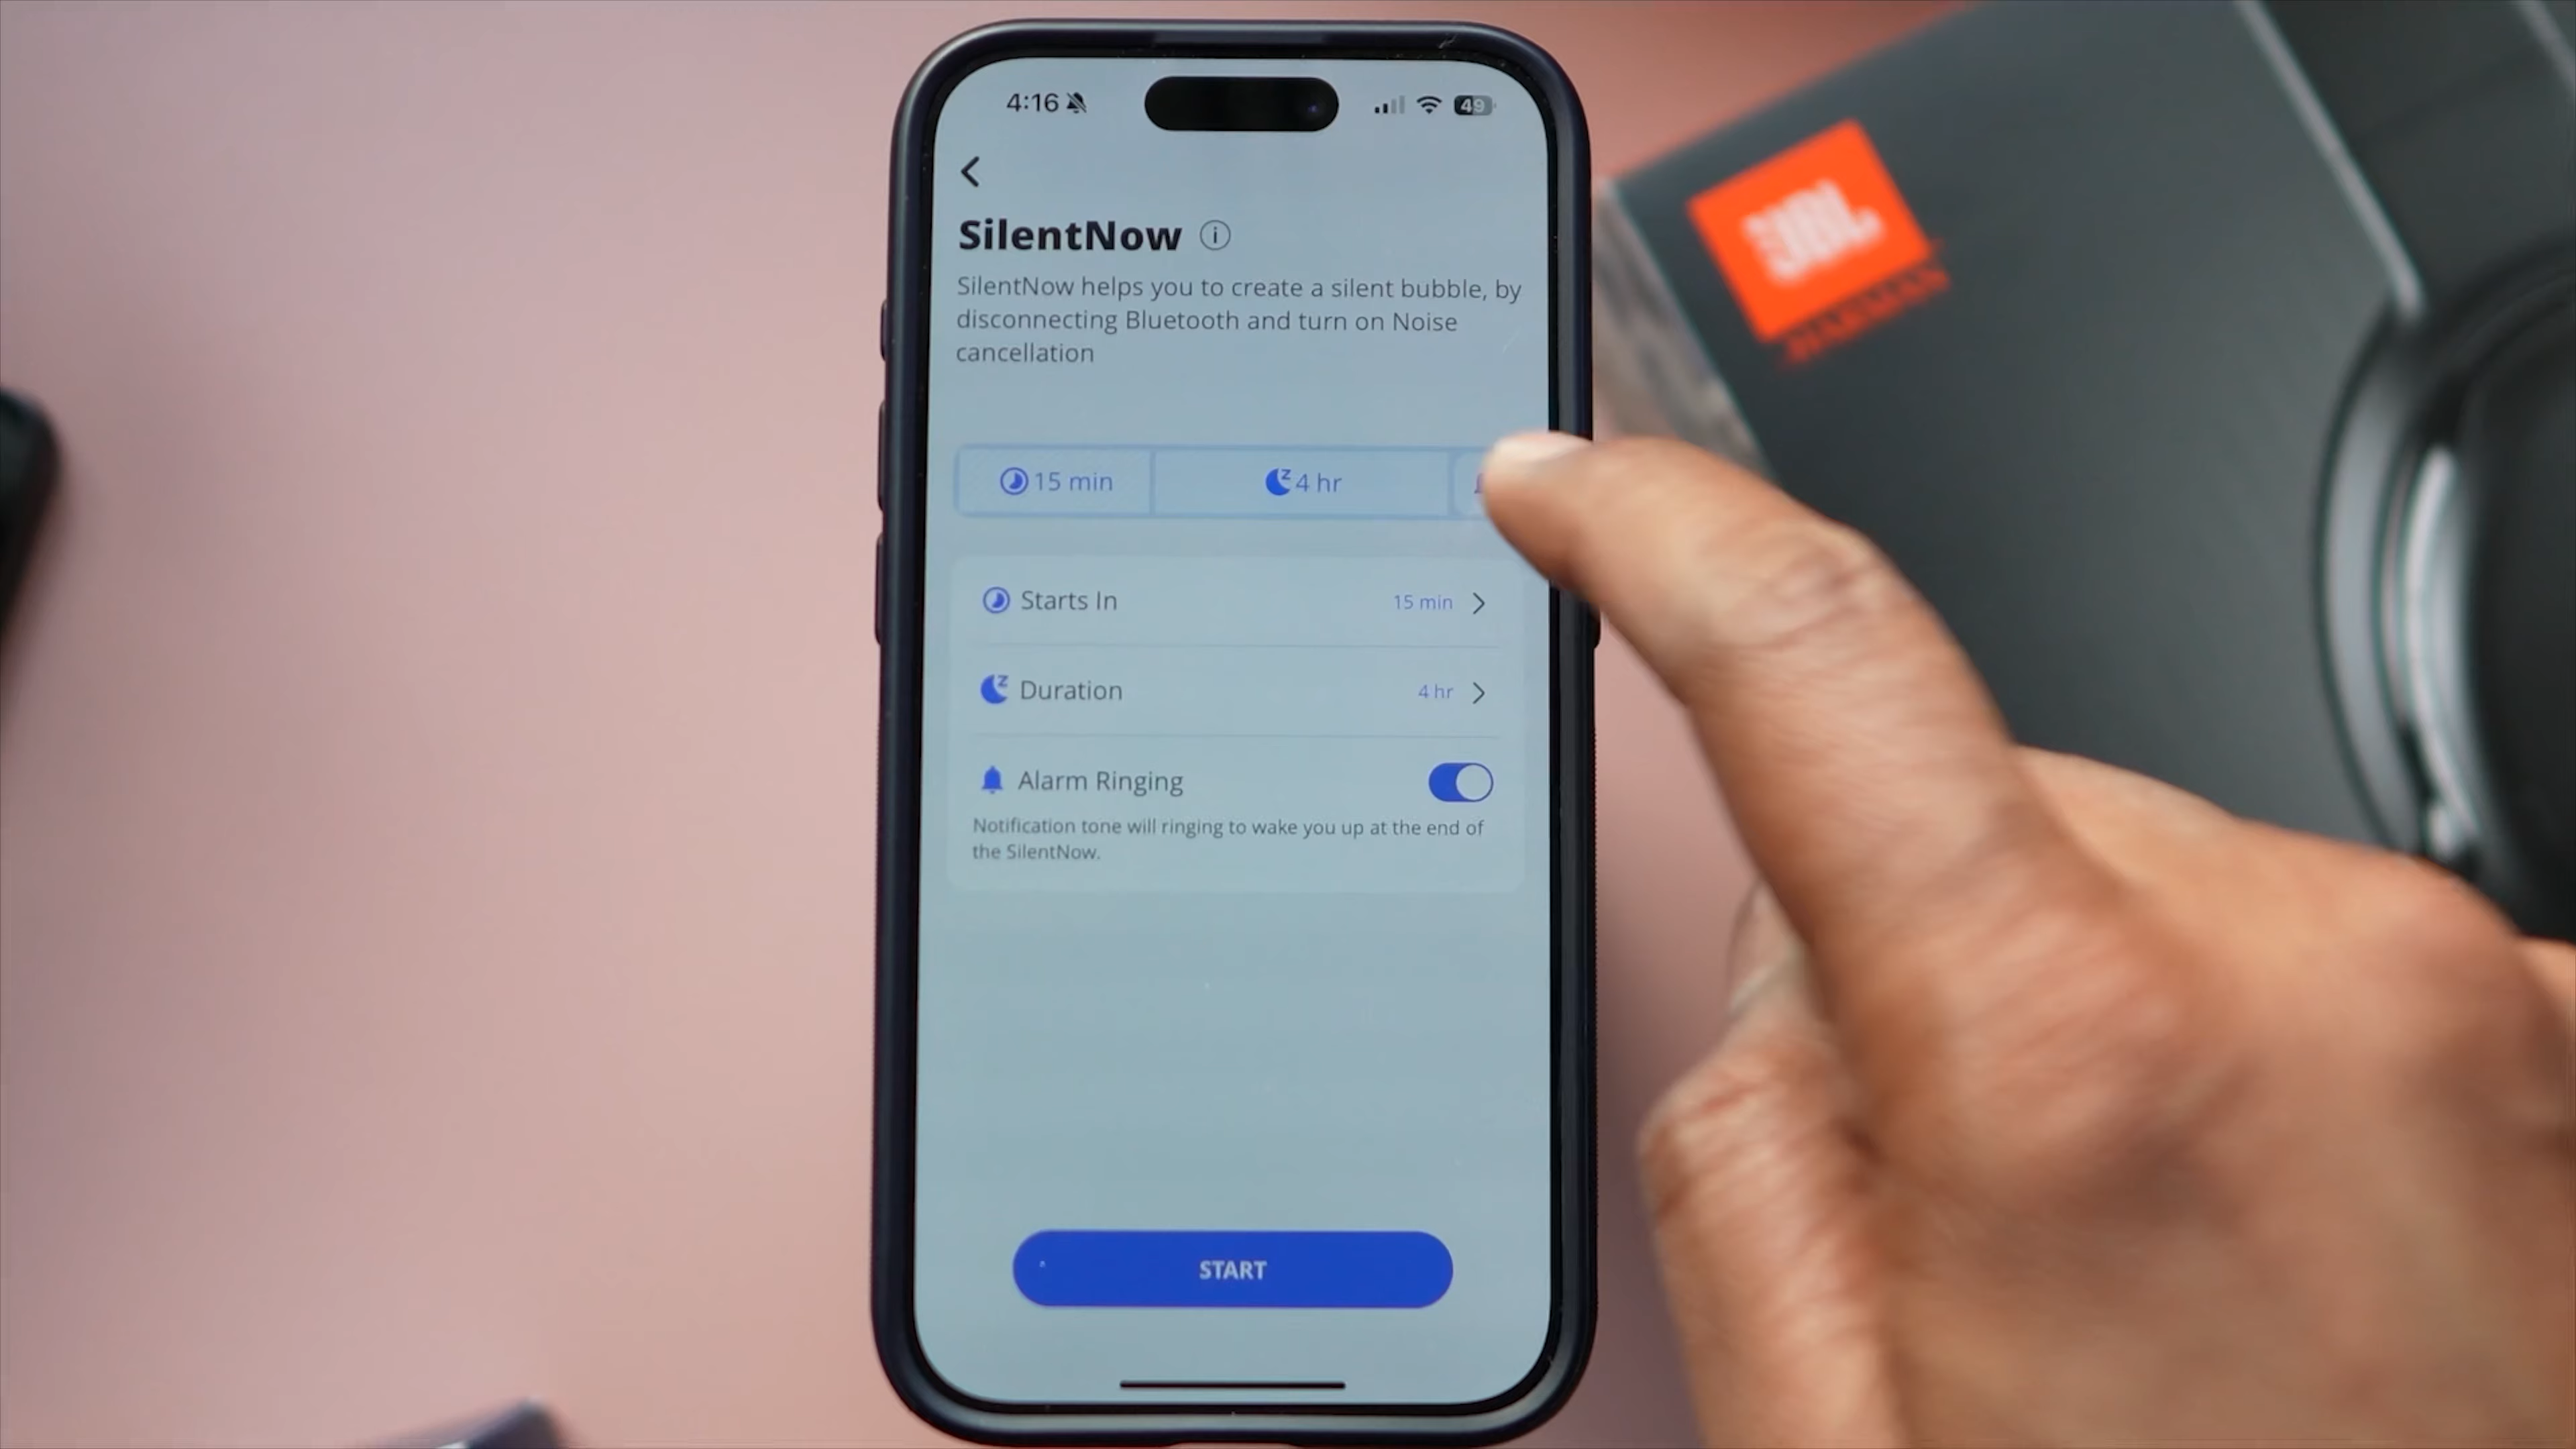 4:16
49
SilentNow
SilentNow helps you to create a silent bubble, by
disconnecting Bluetooth and turn on Noise
cancellation
15 min
4 hr
Starts In
15 min
Duration
4 hr
Alarm Ringing
Notification tone will ringing to wake you up at the end of
the SilentNow.
START
JBL
HARMAN